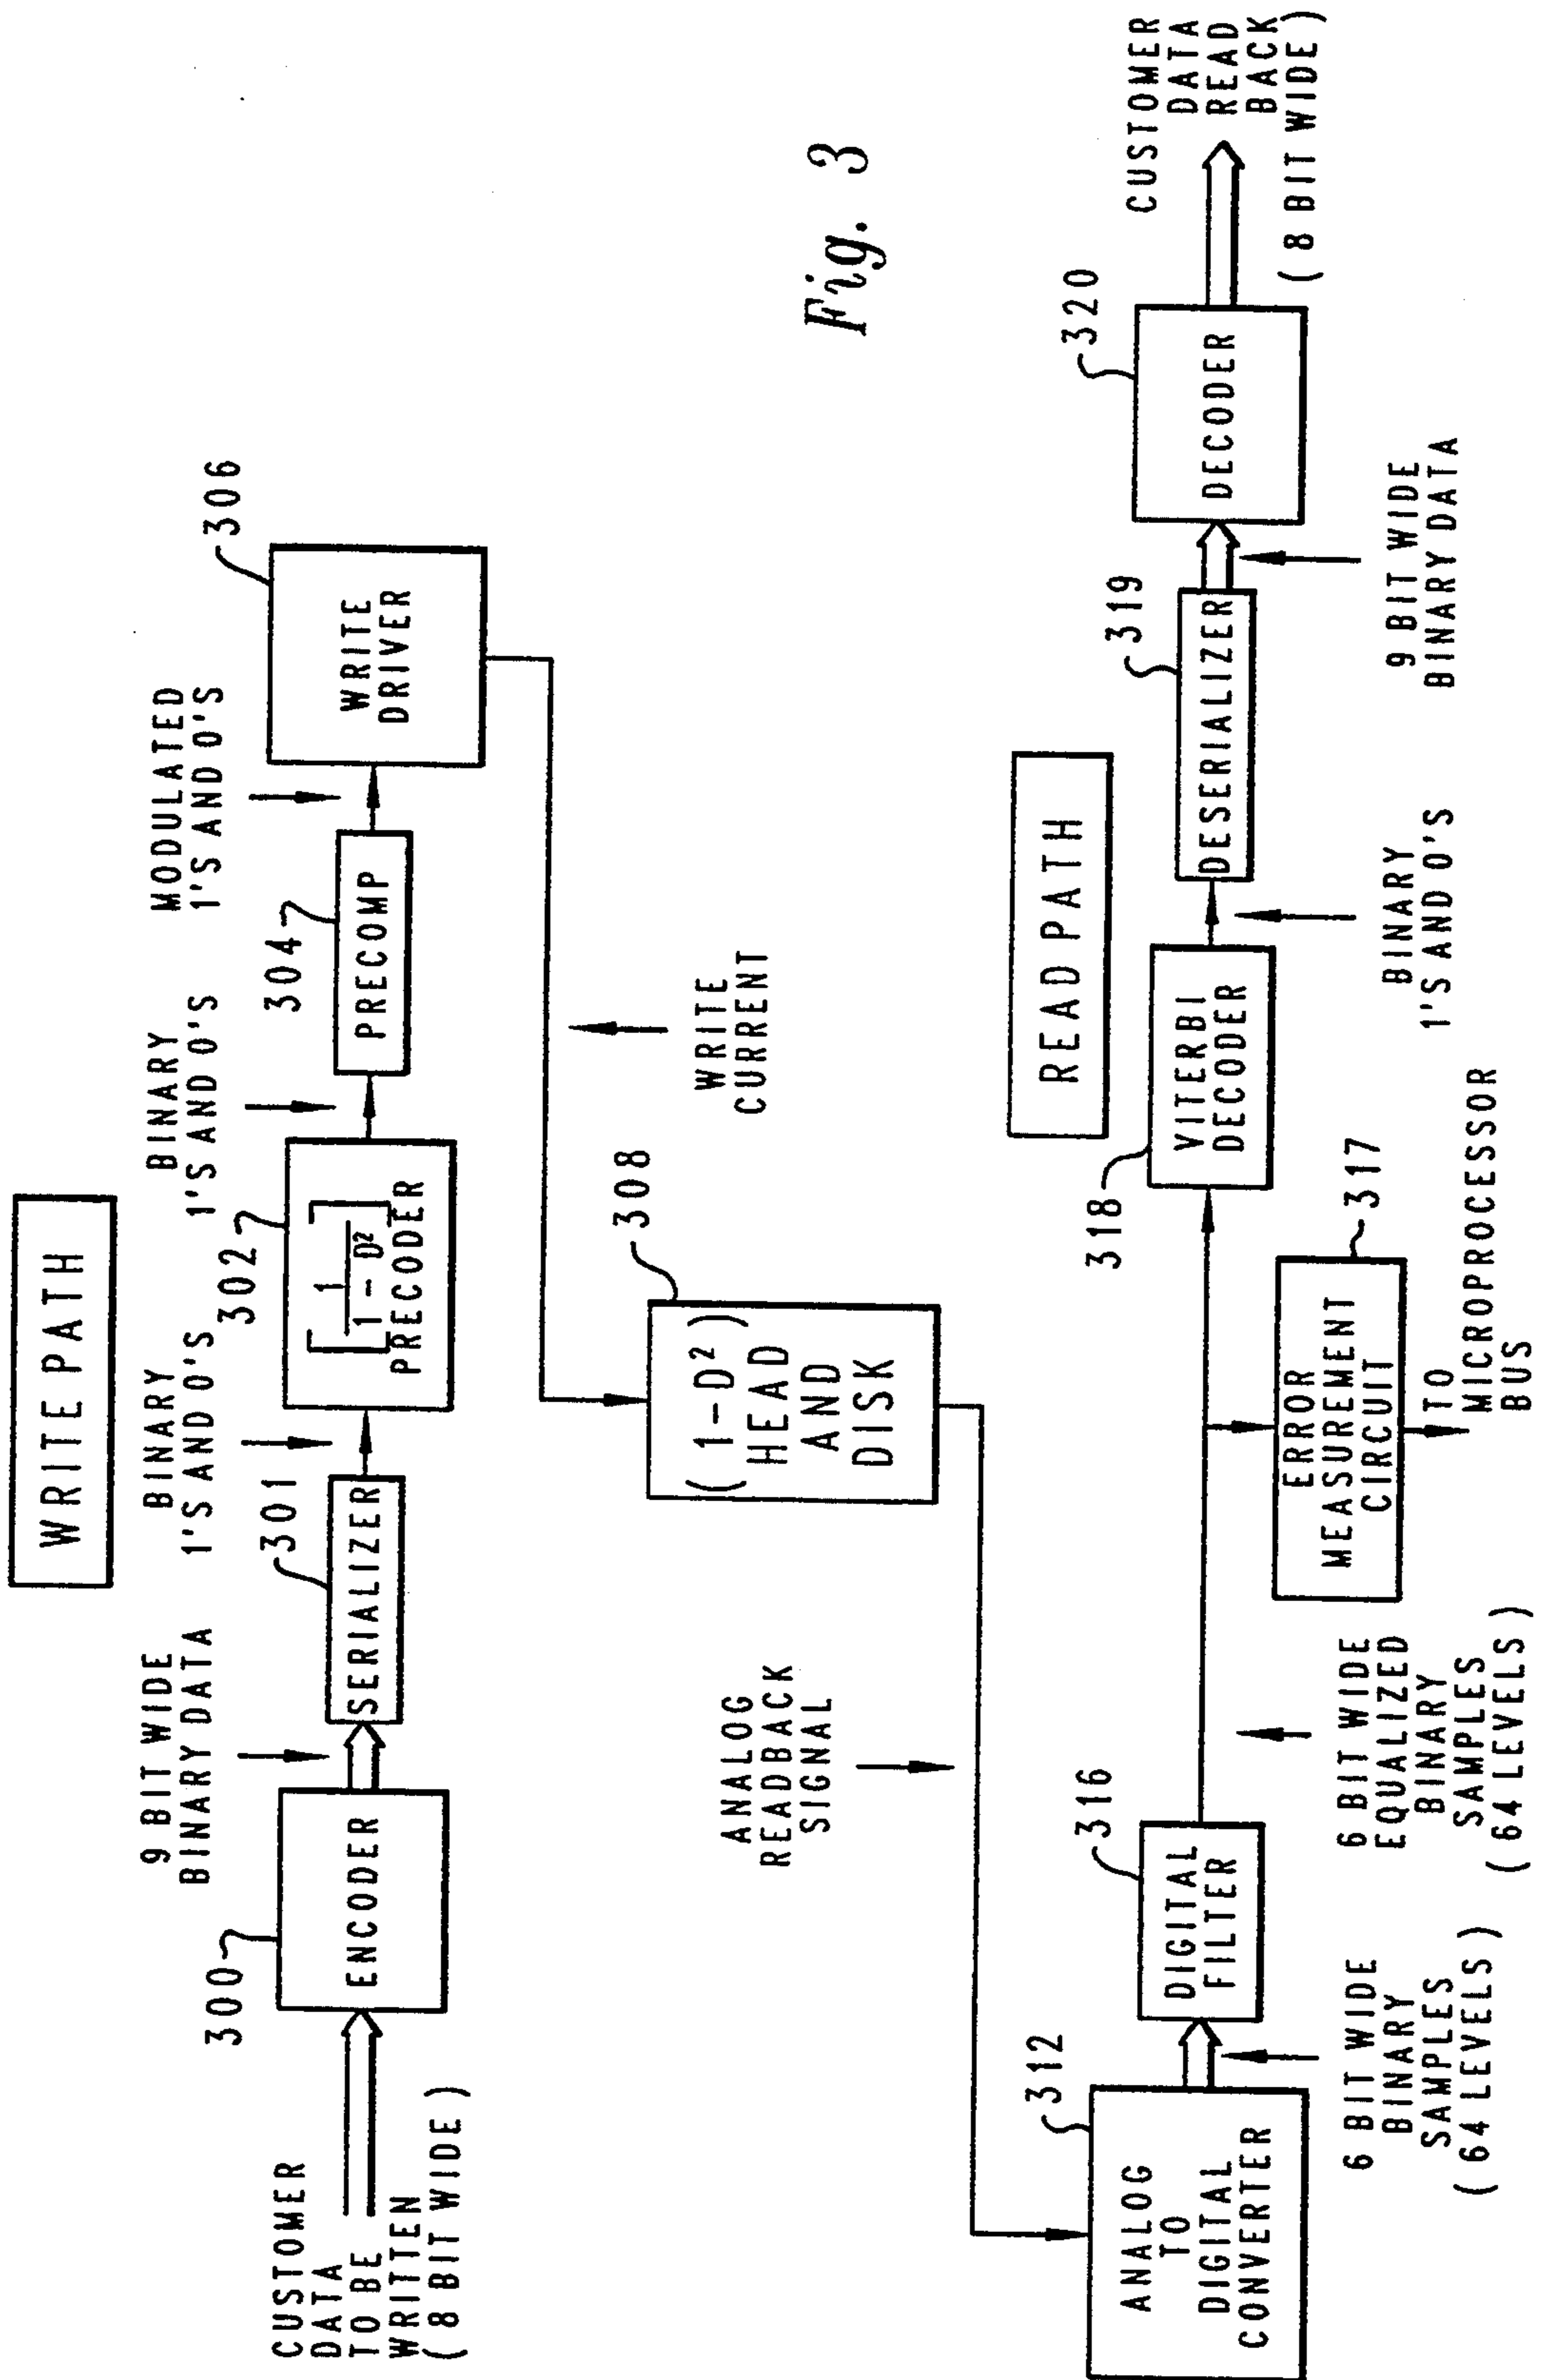 WRITE PATH
CUSTOMER
DATA
TO BE
WRITTEN
(8 BIT WIDE)
300
ENCODER
9 BIT WIDE
BINARY DATA
301
SERIALIZER
BINARY
1'S AND 0'S
302
[1/1-D²]
PRECODER
BINARY
1'S AND 0'S
304
PRECOMP
MODULATED
1'S AND 0'S
306
WRITE
DRIVER
WRITE
CURRENT
308
(1-D²)
HEAD
AND
DISK
ANALOG
READBACK
SIGNAL
Fig. 3
READ PATH
312
ANALOG
TO
DIGITAL
CONVERTER
6 BIT WIDE
BINARY
SAMPLES
(64 LEVELS)
316
DIGITAL
FILTER
6 BIT WIDE
EQUALIZED
BINARY
SAMPLES
(64 LEVELS)
317
ERROR
MEASUREMENT
CIRCUIT
TO
MICROPROCESSOR
BUS
318
VITERBI
DECODER
BINARY
1'S AND 0'S
319
DESERIALIZER
9 BIT WIDE
BINARY DATA
320
DECODER
CUSTOMER
DATA
READ
BACK
(8 BIT WIDE)